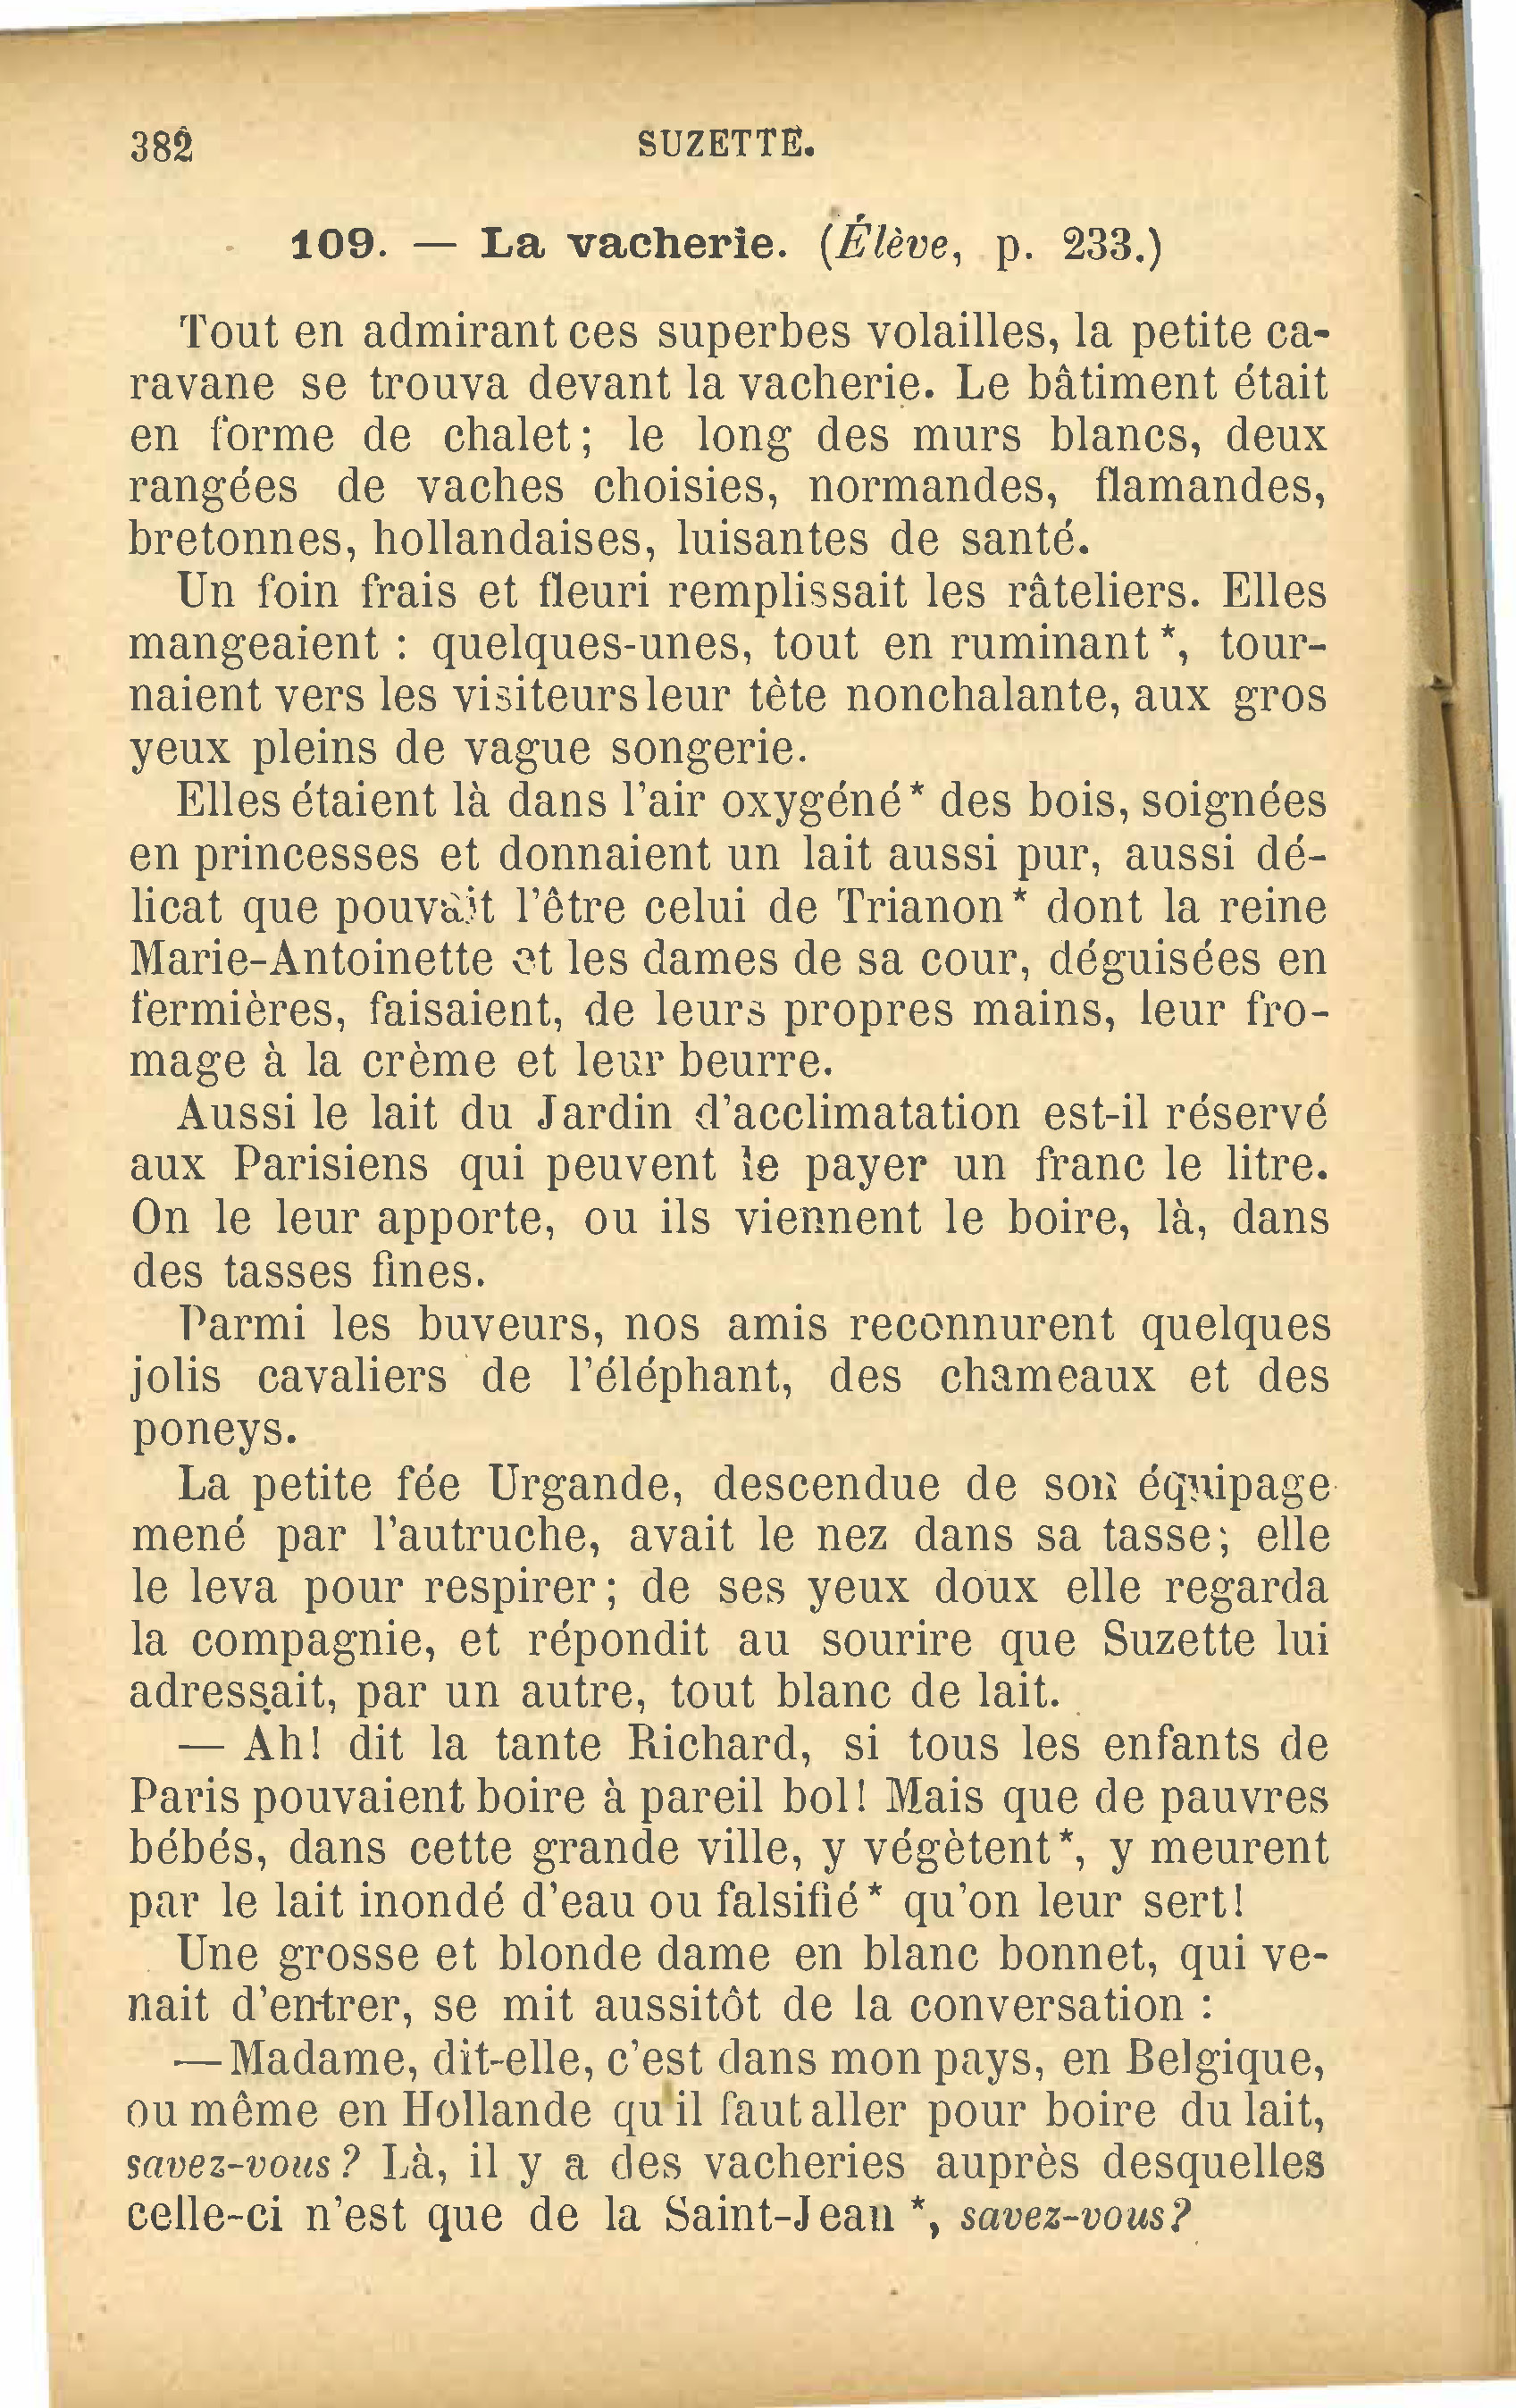 382
SUZETTE.
109. — La vacherie. (Élève, p. 233.)
Tout en admirant ces superbes volailles, la petite ca-
ravane se trouva devant la vacherie. Le bâtiment était
en forme de chalet; le long des murs blancs, deux
rangées de vaches choisies, normandes, flamandes,
bretonnes, hollandaises, luisantes de santé.
Un foin frais et fleuri remplissait les râteliers. Elles
mangeaient : quelques-unes, tout en ruminant*, tour-
naient vers les visiteurs leur tête nonchalante, aux gros
yeux pleins de vague songerie.
Elles étaient là dans l'air oxygéné* des bois, soignées
en princesses et donnaient un lait aussi pur, aussi dé-
licat que pouvait l'être celui de Trianon* dont la reine
Marie-Antoinette et les dames de sa cour, déguisées en
fermières, faisaient, de leurs propres mains, leur fro-
mage à la crème et leur beurre.
Aussi le lait du Jardin d'acclimatation est-il réservé
aux Parisiens qui peuvent le payer un franc le litre.
On le leur apporte, ou ils viennent le boire, là, dans
des tasses fines.
Parmi les buveurs, nos amis reconnurent quelques
jolis cavaliers de l'éléphant, des chameaux et des
poneys.
La petite fée Urgande, descendue de son équipage
mené par l'autruche, avait le nez dans sa tasse; elle
le leva pour respirer; de ses yeux doux elle regarda
la compagnie, et répondit au sourire que Suzette lui
adressait, par un autre, tout blanc de lait.
— Ah! dit la tante Richard, si tous les enfants de
Paris pouvaient boire à pareil bol! Mais que de pauvres
bébés, dans cette grande ville, y végètent*, y meurent
par le lait inondé d'eau ou falsifié* qu'on leur sert!
Une grosse et blonde dame en blanc bonnet, qui ve-
nait d'entrer, se mit aussitôt de la conversation :
— Madame, dit-elle, c'est dans mon pays, en Belgique,
ou même en Hollande qu'il faut aller pour boire du lait,
savez-vous? Là, il y a des vacheries auprès desquelles
celle-ci n'est que de la Saint-Jean *, savez-vous?